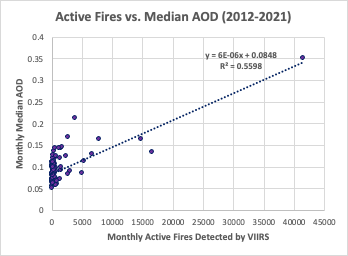 Active Fires vs. Median AOD (2012-2021)
0.4
0.35
0.3
0.25
0.2
0.15
0.1
0.05
0
Monthly Median AOD
y = 6E-06x + 0.0848
R² = 0.5598
0 5000 10000 15000 20000 25000 30000 35000 40000 45000
Monthly Active Fires Detected by VIIRS